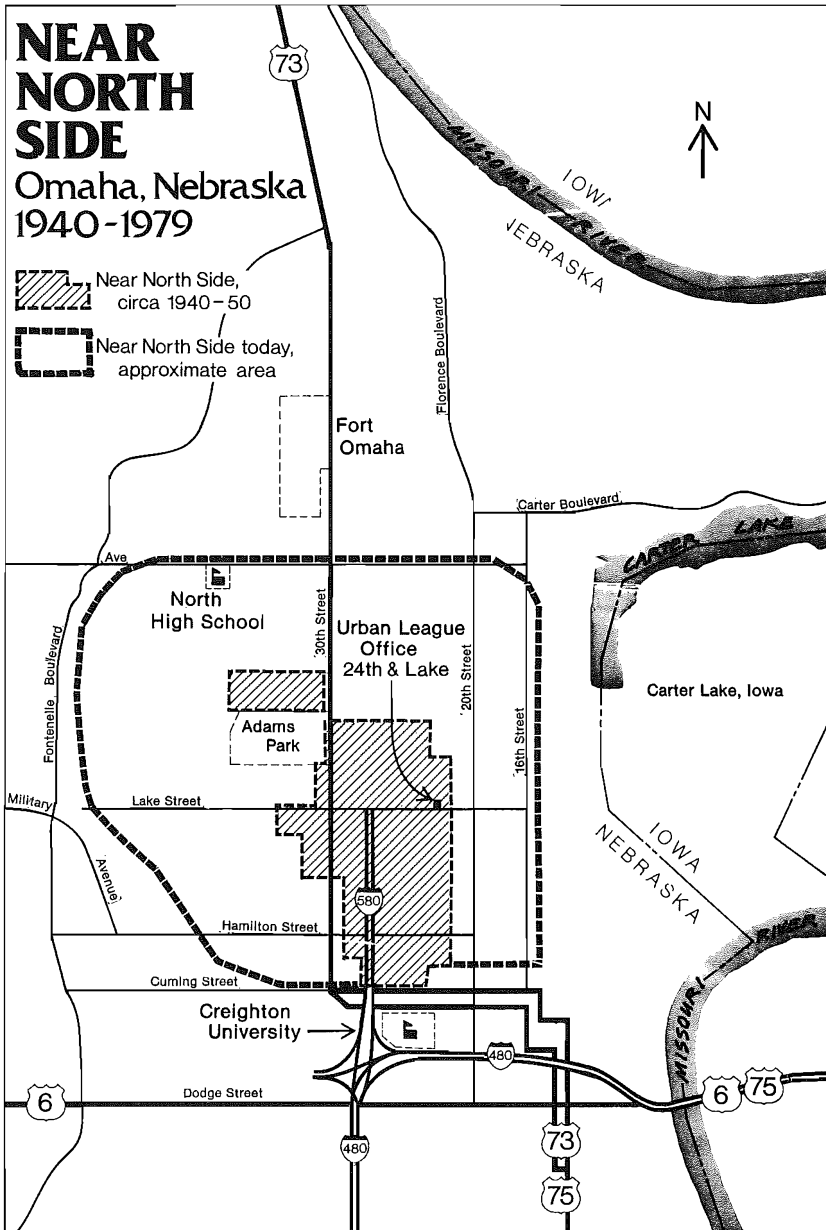 NEAR
NORTH
SIDE
Omaha, Nebraska
1940-1979
Near North Side,
circa 1940-50
Near North Side today,
approximate area
73
N
MISSOURI RIVER
IOWA
NEBRASKA
Florence Boulevard
Fort
Omaha
Carter Boulevard
CARTER LAKE
Ave
North
High School
30th Street
Urban League
Office
24th & Lake
20th Street
16th Street
Carter Lake, Iowa
Fontenelle Boulevard
Adams
Park
Military
Avenue
Lake Street
IOWA
NEBRASKA
580
Hamilton Street
Cuming Street
MISSOURI RIVER
Creighton
University
480
Dodge Street
6
6
75
480
73
75